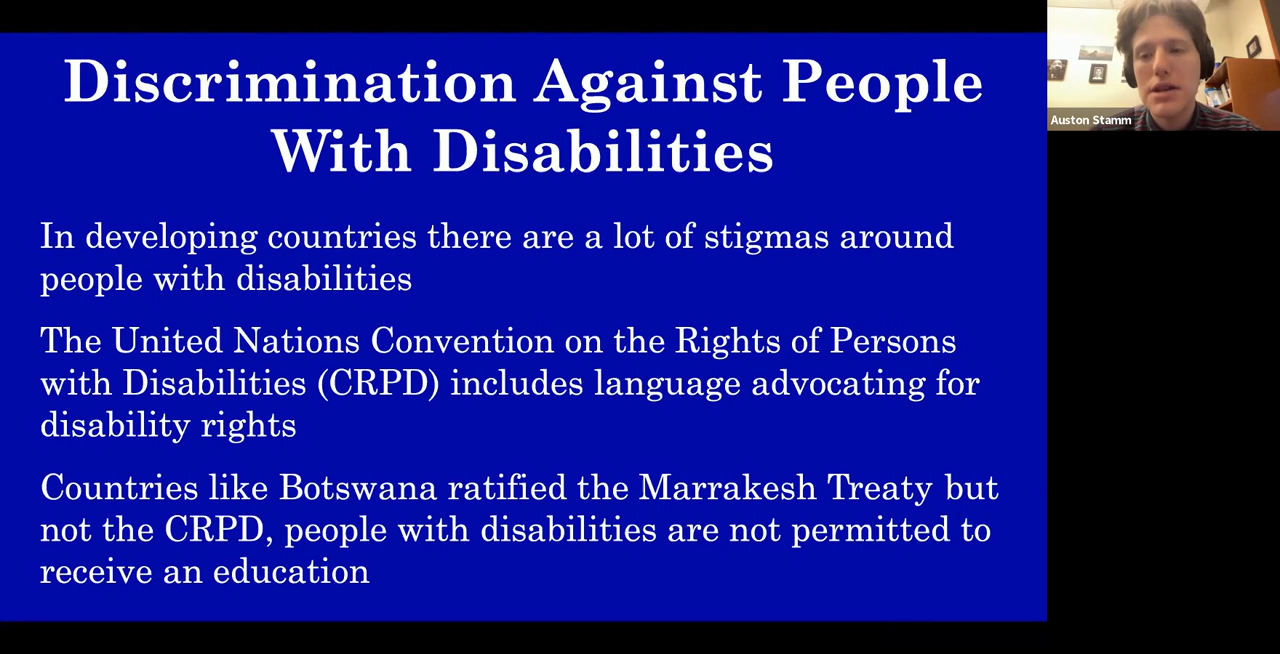 Discrimination Against People
With Disabilities
In developing countries there are a lot of stigmas around
people with disabilities
The United Nations Convention on the Rights of Persons
with Disabilities (CRPD) includes language advocating for
disability rights
Countries like Botswana ratified the Marrakesh Treaty but
not the CRPD, people with disabilities are not permitted to
receive an education
Auston Stamm